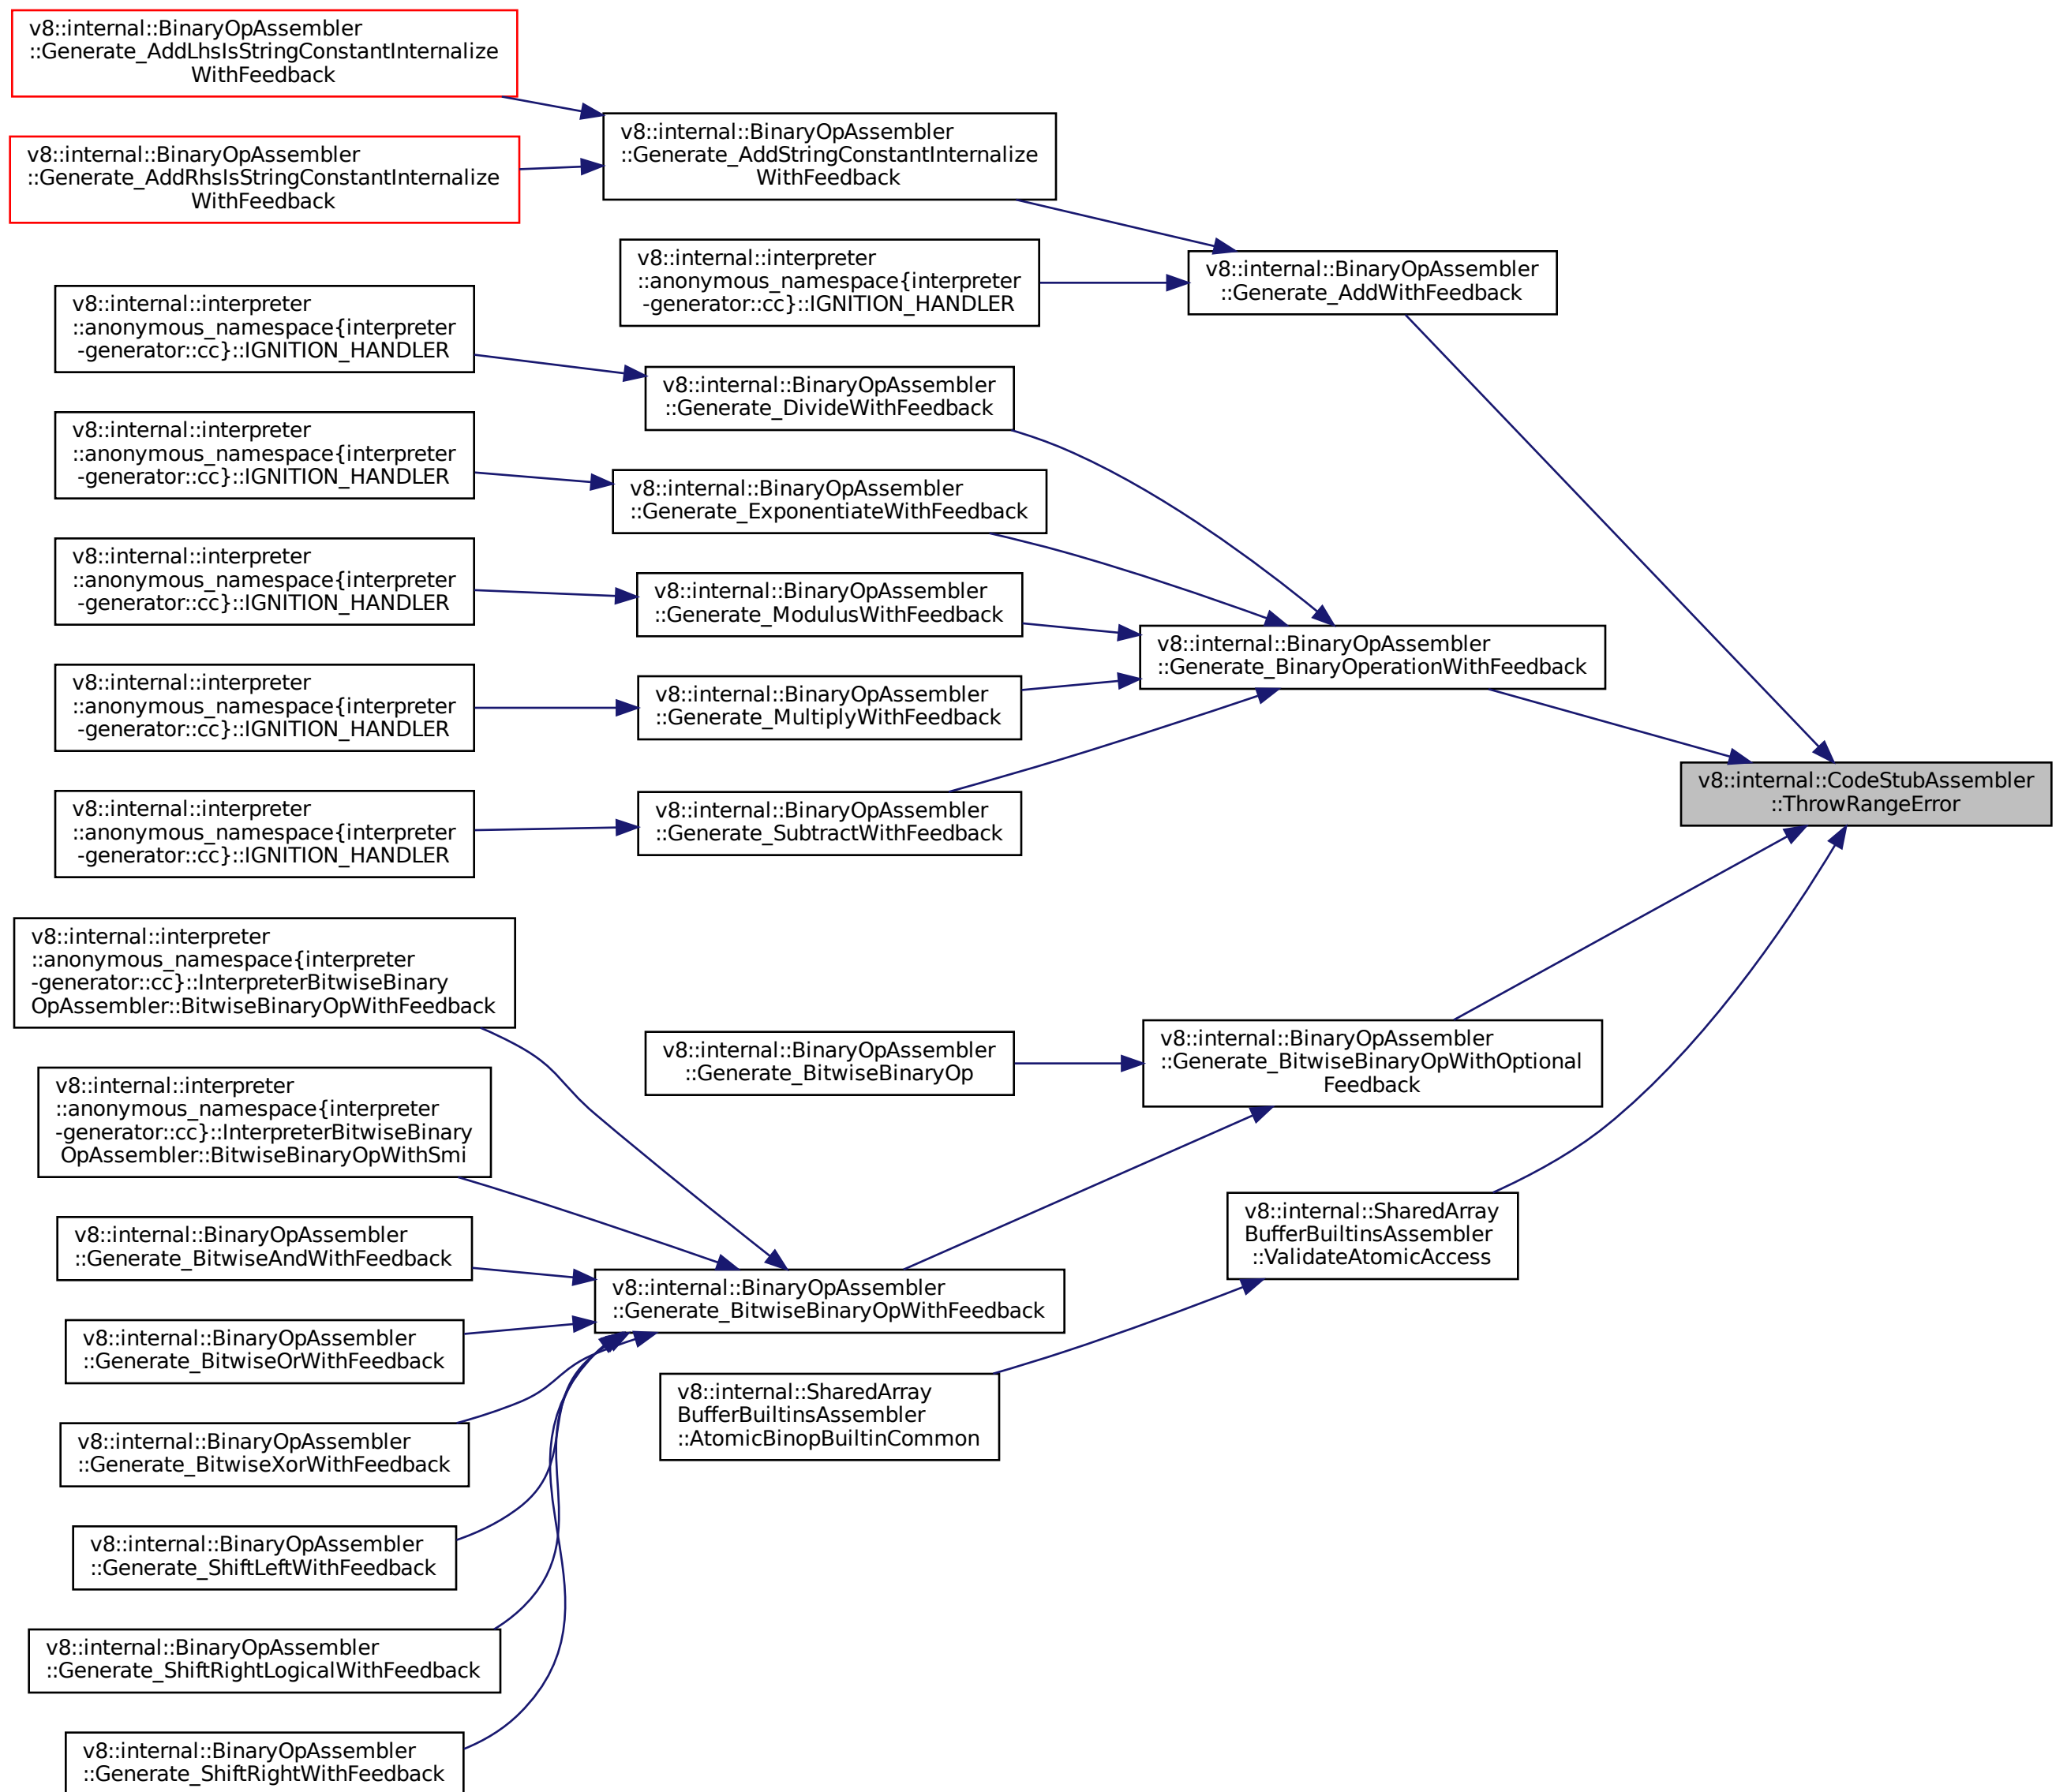 v8::internal::BinaryOpAssembler
::Generate_AddLhsIsStringConstantInternalize
WithFeedback
v8::internal::BinaryOpAssembler
::Generate_AddRhsIsStringConstantInternalize
WithFeedback
v8::internal::BinaryOpAssembler
::Generate_AddStringConstantInternalize
WithFeedback
v8::internal::interpreter
::anonymous_namespace{interpreter
-generator::cc}::IGNITION_HANDLER
v8::internal::BinaryOpAssembler
::Generate_AddWithFeedback
v8::internal::interpreter
::anonymous_namespace{interpreter
-generator::cc}::IGNITION_HANDLER
v8::internal::BinaryOpAssembler
::Generate_DivideWithFeedback
v8::internal::interpreter
::anonymous_namespace{interpreter
-generator::cc}::IGNITION_HANDLER
v8::internal::BinaryOpAssembler
::Generate_ExponentiateWithFeedback
v8::internal::interpreter
::anonymous_namespace{interpreter
-generator::cc}::IGNITION_HANDLER
v8::internal::BinaryOpAssembler
::Generate_ModulusWithFeedback
v8::internal::BinaryOpAssembler
::Generate_BinaryOperationWithFeedback
v8::internal::interpreter
::anonymous_namespace{interpreter
-generator::cc}::IGNITION_HANDLER
v8::internal::BinaryOpAssembler
::Generate_MultiplyWithFeedback
v8::internal::CodeStubAssembler
::ThrowRangeError
v8::internal::interpreter
::anonymous_namespace{interpreter
-generator::cc}::IGNITION_HANDLER
v8::internal::BinaryOpAssembler
::Generate_SubtractWithFeedback
v8::internal::interpreter
::anonymous_namespace{interpreter
-generator::cc}::InterpreterBitwiseBinary
OpAssembler::BitwiseBinaryOpWithFeedback
v8::internal::BinaryOpAssembler
::Generate_BitwiseBinaryOp
v8::internal::BinaryOpAssembler
::Generate_BitwiseBinaryOpWithOptional
Feedback
v8::internal::interpreter
::anonymous_namespace{interpreter
-generator::cc}::InterpreterBitwiseBinary
OpAssembler::BitwiseBinaryOpWithSmi
v8::internal::SharedArray
BufferBuiltinsAssembler
::ValidateAtomicAccess
v8::internal::BinaryOpAssembler
::Generate_BitwiseAndWithFeedback
v8::internal::BinaryOpAssembler
::Generate_BitwiseBinaryOpWithFeedback
v8::internal::BinaryOpAssembler
::Generate_BitwiseOrWithFeedback
v8::internal::SharedArray
BufferBuiltinsAssembler
::AtomicBinopBuiltinCommon
v8::internal::BinaryOpAssembler
::Generate_BitwiseXorWithFeedback
v8::internal::BinaryOpAssembler
::Generate_ShiftLeftWithFeedback
v8::internal::BinaryOpAssembler
::Generate_ShiftRightLogicalWithFeedback
v8::internal::BinaryOpAssembler
::Generate_ShiftRightWithFeedback